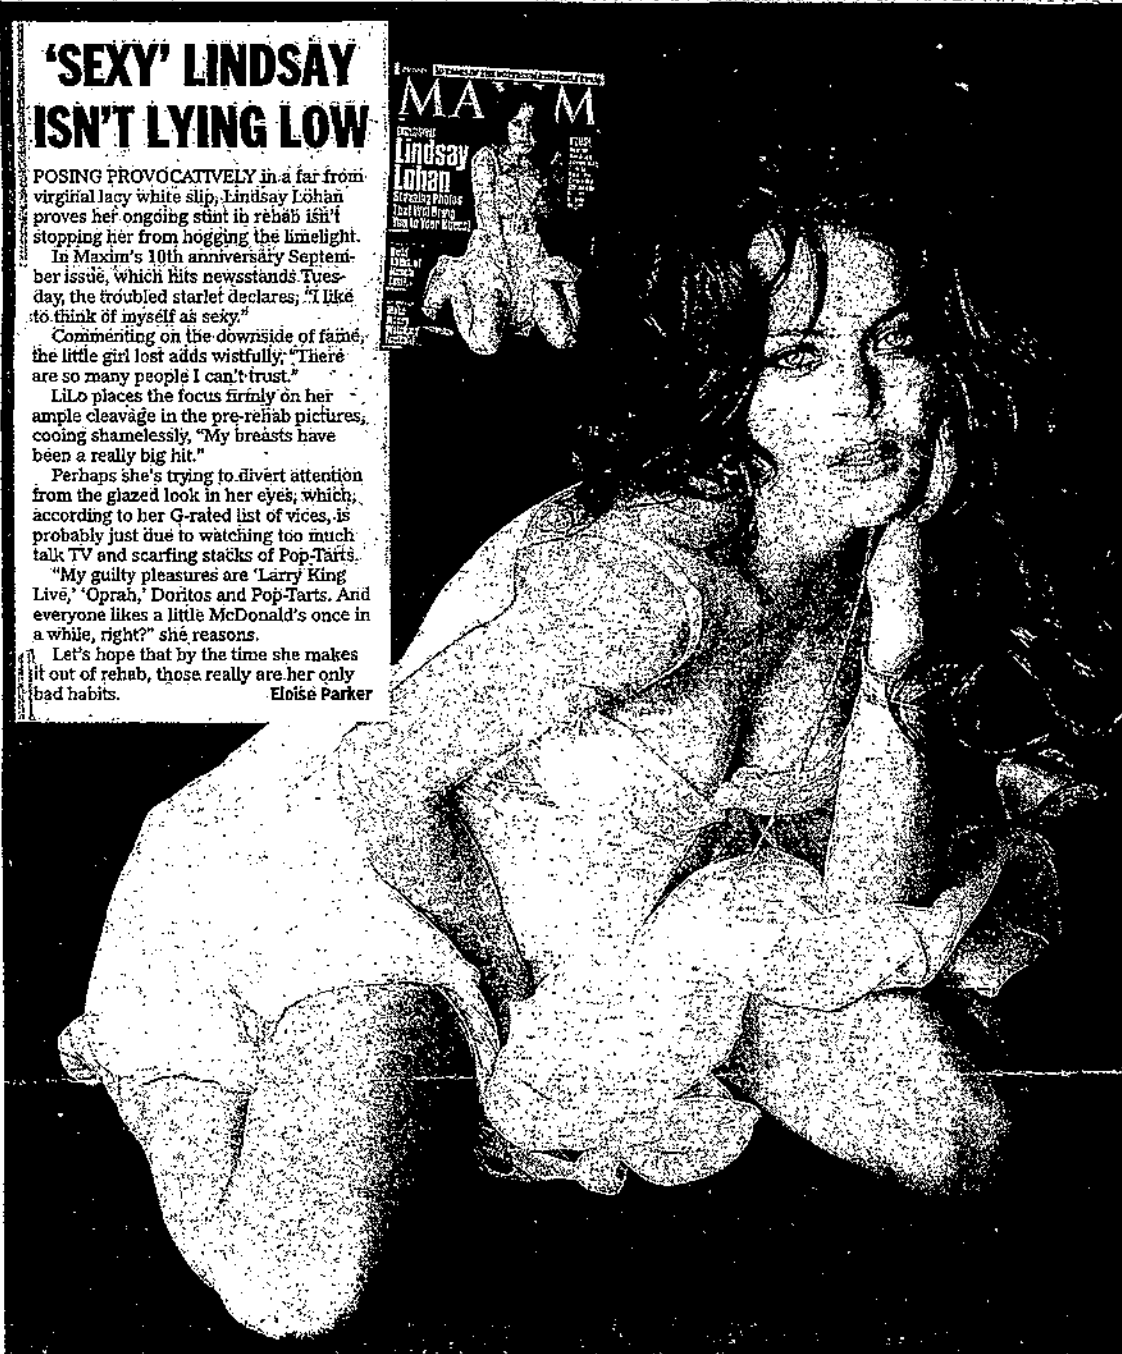 'SEXY' LINDSAY
ISN'T LYING LOW
POSING PROVOCATIVELY in a far from
virginal lacy white slip, Lindsay Lohan
proves her ongoing stint in rehab isn't
stopping her from hogging the limelight.
In Maxim's 10th anniversary Septem-
ber issue, which hits newsstands Tues-
day, the troubled starlet declares, "I like
to think of myself as sexy."
Commenting on the downside of fame,
the little girl lost adds wistfully, "There
are so many people I can't trust."
LiLo places the focus firmly on her
ample cleavage in the pre-rehab pictures,
cooing shamelessly, "My breasts have
been a really big hit."
Perhaps she's trying to divert attention
from the glazed look in her eyes, which,
according to her G-rated list of vices, is
probably just due to watching too much
talk TV and scarfing stacks of Pop-Tarts.
"My guilty pleasures are 'Larry King
Live,' 'Oprah,' Doritos and Pop-Tarts. And
everyone likes a little McDonald's once in
a while, right?" she reasons.
Let's hope that by the time she makes
it out of rehab, those really are her only
bad habits.
Eloise Parker
MA M
Lindsay
Lohan
Photos
That Will Bring
You to Your Knees!